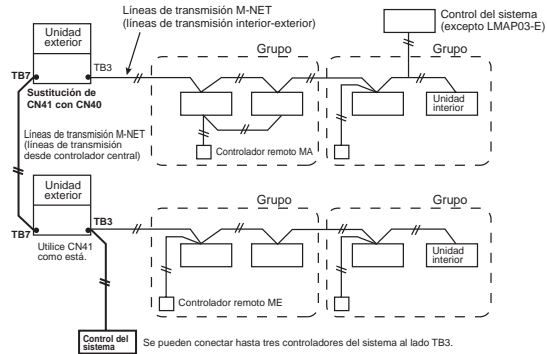 Líneas de transmisión M-NET
(líneas de transmisión interior-exterior)
Control del sistema
(excepto LMAP03-E)
Unidad
exterior
Grupo
Grupo
TB7
TB3
Sustitución de
CN41 con CN40
Unidad
interior
Líneas de transmisión M-NET
(líneas de transmisión
desde controlador central)
Controlador remoto MA
Unidad
exterior
Grupo
Grupo
TB7
TB3
Utilice CN41
como está.
Unidad
interior
Controlador remoto ME
Control del
sistema
Se pueden conectar hasta tres controladores del sistema al lado TB3.